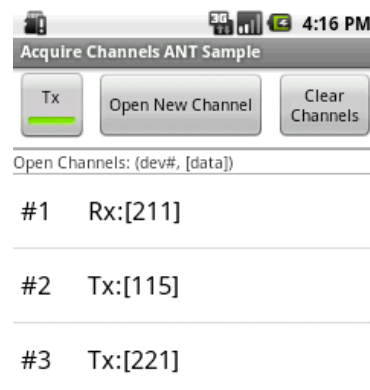 3G 4:16 PM
Acquire Channels ANT Sample
Tx Open New Channel Clear Channels
Open Channels: (dev#, [data])
#1 Rx:[211]
#2 Tx:[115]
#3 Tx:[221]